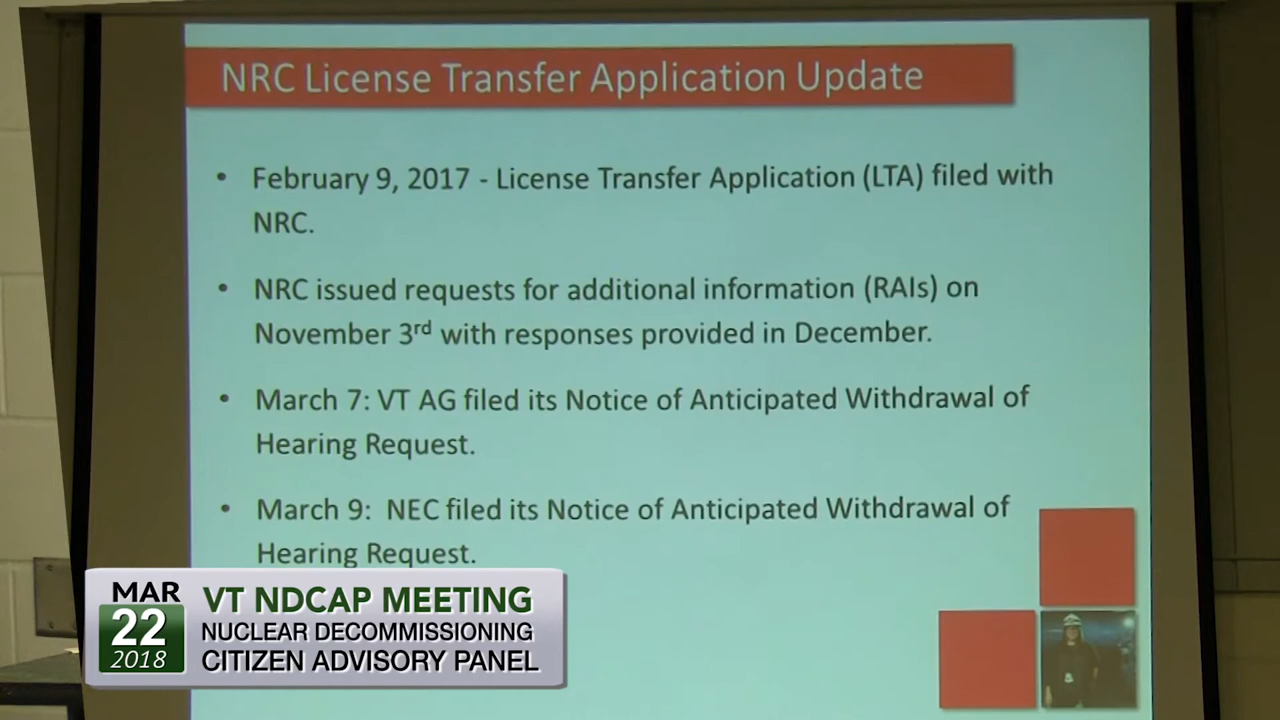 NRC License Transfer Application Update
• February 9, 2017 - License Transfer Application (LTA) filed with
NRC.
• NRC issued requests for additional information (RAIs) on
November 3rd with responses provided in December.
• March 7: VT AG filed its Notice of Anticipated Withdrawal of
Hearing Request.
• March 9: NEC filed its Notice of Anticipated Withdrawal of
Hearing Request.
MAR
22
2018
VT NDCAP MEETING
NUCLEAR DECOMMISSIONING
CITIZEN ADVISORY PANEL